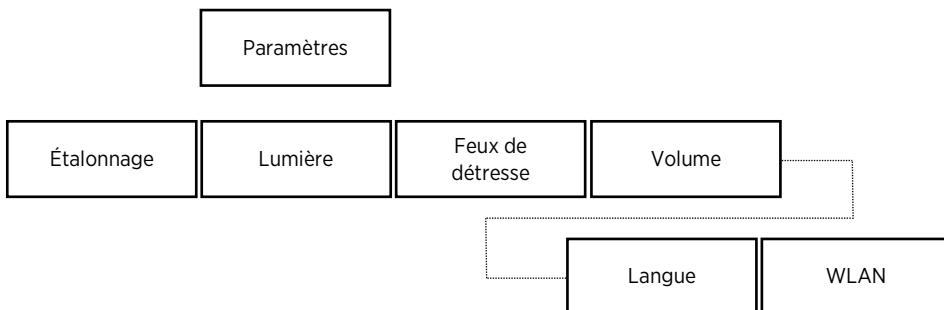 Paramètres
Étalonnage
Lumière
Feux de
détresse
Volume
Langue
WLAN